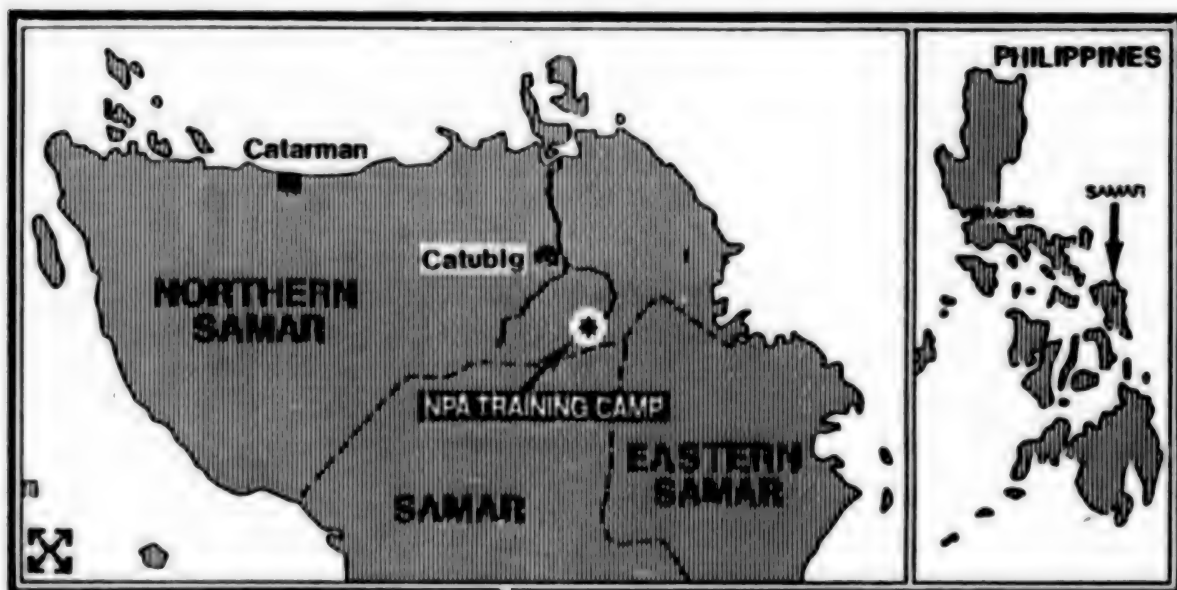 Catarman
Catubig
NORTHERN
SAMAR
NPA TRAINING CAMP
EASTERN
SAMAR
SAMAR
PHILIPPINES
SAMAR